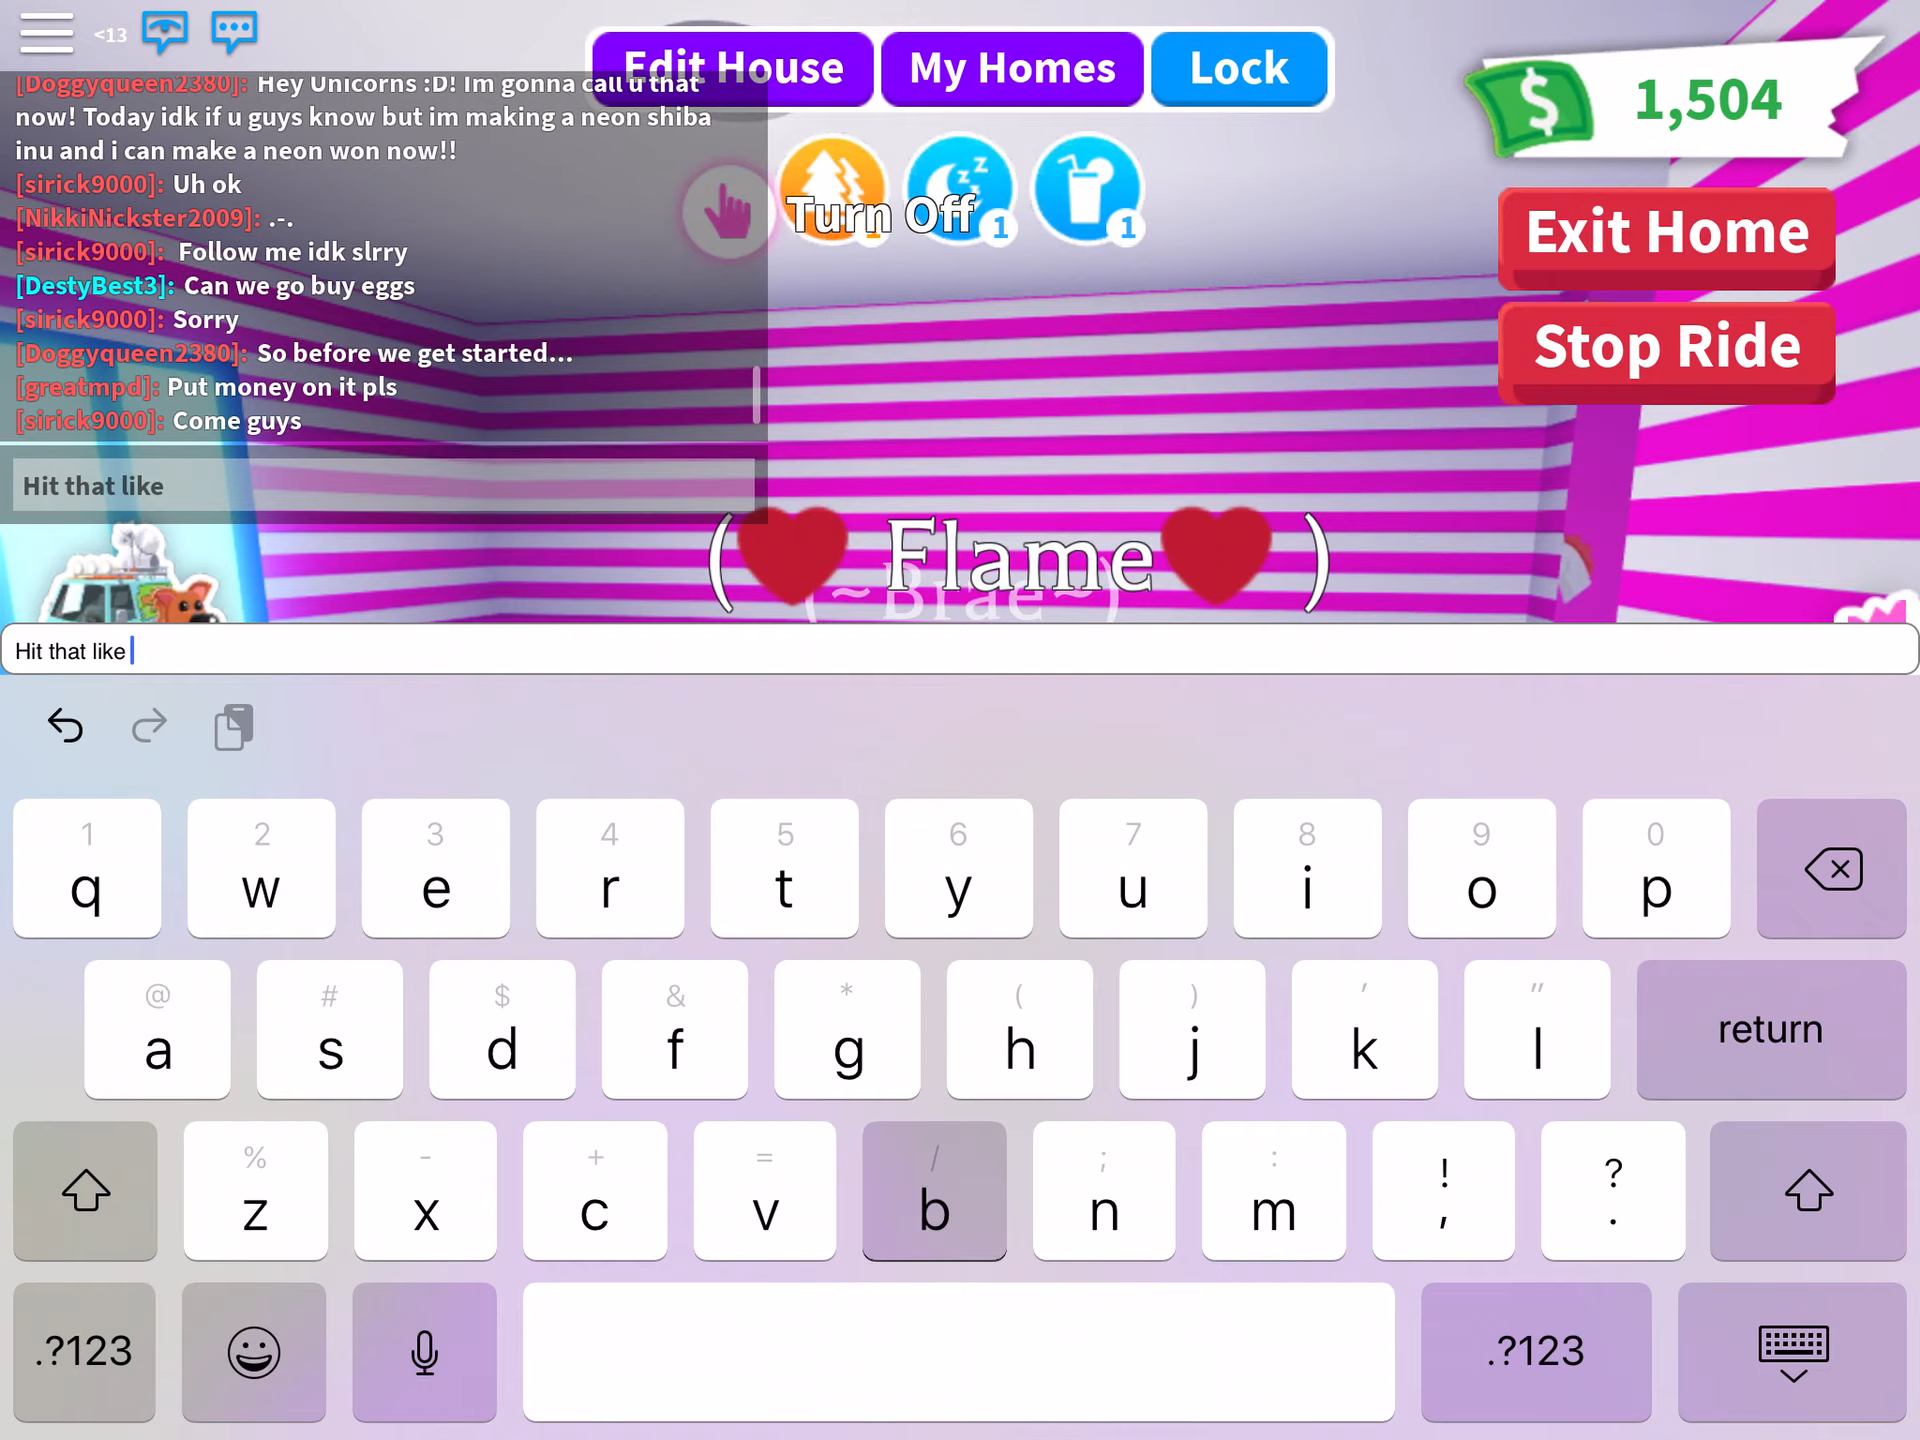 <13
Edit House
My Homes
Lock
1,504
[Doggyqueen2380]: Hey Unicorns :D! Im gonna call u that
now! Today idk if u guys know but im making a neon shiba
inu and i can make a neon won now!!
[sirick9000]: Uh ok
[NikkiNickster2009]: .-.
[sirick9000]: Follow me idk slrry
[DestyBest3]: Can we go buy eggs
[sirick9000]: Sorry
[Doggyqueen2380]: So before we get started...
[greatmpd]: Put money on it pls
[sirick9000]: Come guys
Turn Off
1
1
1
Exit Home
Stop Ride
Hit that like
(❤ Flame❤ )
(~Brae~)
Hit that like
1 2 3 4 5 6 7 8 9 0
q w e r t y u i o p
@ # $ & * ( ) ' "
a s d f g h j k l return
% - + = / ; : ! ?
z x c v b n m , .
.?123 .?123